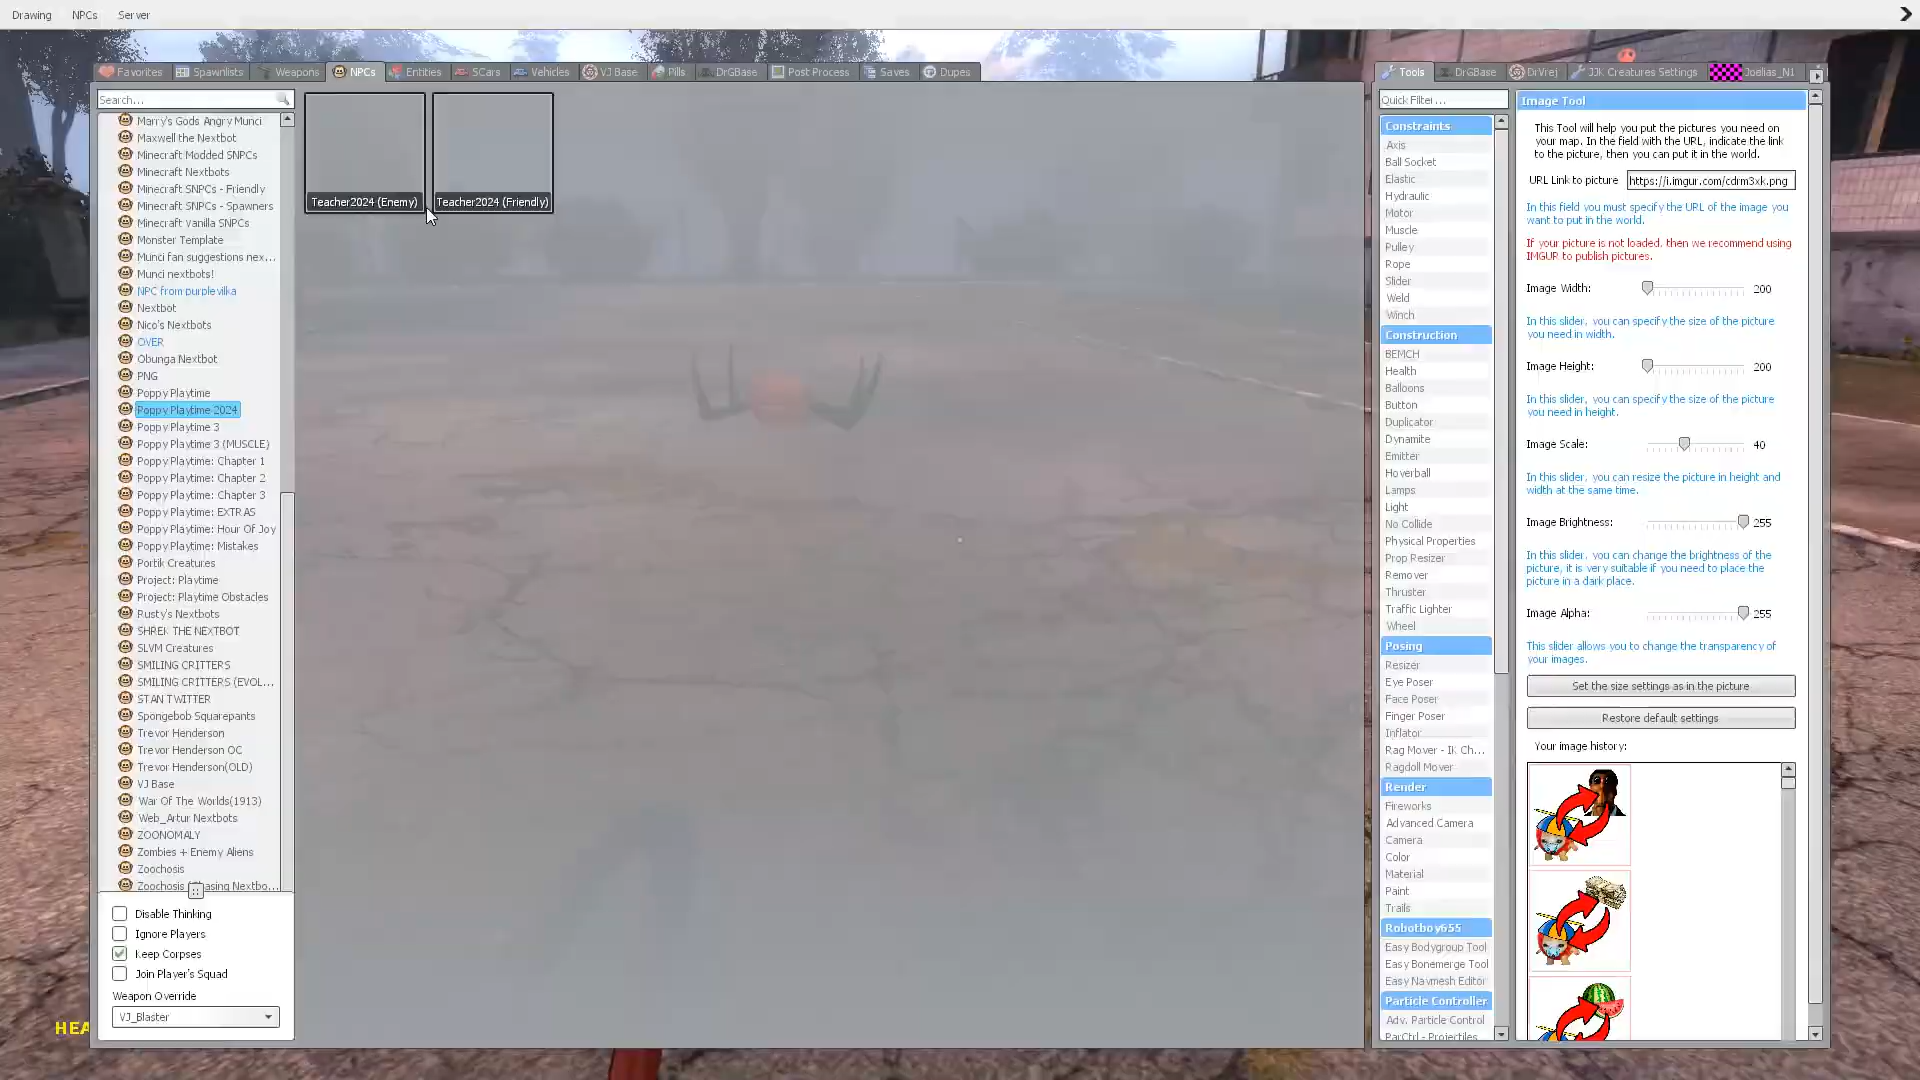 Drawing NPCs Server
Favorites Spawnlists Weapons NPCs Entities SCars Vehicles VJ Base Pills DrGBase Post Process Saves Dupes
Search...
Marry's Gods Angry Munci
Maxwell the Nextbot
Minecraft Modded SNPCs
Minecraft Nextbots
Minecraft SNPCs - Friendly
Minecraft SNPCs - Spawners
Minecraft Vanilla SNPCs
Monster Template
Munci fan suggestions nex...
Munci nextbots!
NPC from purplevilka
Nextbot
Nico's Nextbots
OVER
Obunga Nextbot
PNG
Poppy Playtime
Poppy Playtime 2024
Poppy Playtime 3
Poppy Playtime 3 (MUSCLE)
Poppy Playtime: Chapter 1
Poppy Playtime: Chapter 2
Poppy Playtime: Chapter 3
Poppy Playtime: EXTRAS
Poppy Playtime: Hour Of Joy
Poppy Playtime: Mistakes
Portik Creatures
Project: Playtime
Project: Playtime Obstacles
Rusty's Nextbots
SHREK THE NEXTBOT
SLVM Creatures
SMILING CRITTERS
SMILING CRITTERS (EVOL...
STAN TWITTER
Spongebob Squarepants
Trevor Henderson
Trevor Henderson OC
Trevor Henderson(OLD)
VJ Base
War Of The Worlds(1913)
Web_Artur Nextbots
ZOONOMALY
Zombies + Enemy Aliens
Zoochosis
Disable Thinking
Ignore Players
Keep Corpses
Join Player's Squad
Weapon Override
VJ_Blaster
HEA
Teacher2024 (Enemy)
Teacher2024 (Friendly)
Tools DrGBase DrVrej JJK Creatures Settings Joelias_N1
Quick Filter...
Constraints
Axis
Ball Socket
Elastic
Hydraulic
Motor
Muscle
Pulley
Rope
Slider
Weld
Winch
Construction
BEMCH
Health
Balloons
Button
Duplicator
Dynamite
Emitter
Hoverball
Lamps
Light
No Collide
Physical Properties
Prop Resizer
Remover
Thruster
Traffic Lighter
Wheel
Posing
Resizer
Eye Poser
Face Poser
Finger Poser
Inflator
Rag Mover - IK Ch...
Ragdoll Mover
Render
Fireworks
Advanced Camera
Camera
Color
Material
Paint
Trails
Robotboy655
Easy Bodygroup Tool
Easy Bonemerge Tool
Easy Navmesh Editor
Particle Controller
Adv. Particle Control
ParCtrl - Projectiles
Image Tool
This Tool will help you put the pictures you need on
your map. In the field with the URL, indicate the link
to the picture, then you can put it in the world.
URL Link to picture https://i.imgur.com/cdrm3xk.png
In this field you must specify the URL of the image you
want to put in the world.
If your picture is not loaded, then we recommend using
IMGUR to publish pictures.
Image Width: 200
In this slider, you can specify the size of the picture
you need in width.
Image Height: 200
In this slider, you can specify the size of the picture
you need in height.
Image Scale: 40
In this slider, you can resize the picture in height and
width at the same time.
Image Brightness: 255
In this slider, you can change the brightness of the
picture, it is very suitable if you need to place the
picture in a dark place.
Image Alpha: 255
This slider allows you to change the transparency of
your images.
Set the size settings as in the picture
Restore default settings
Your image history: